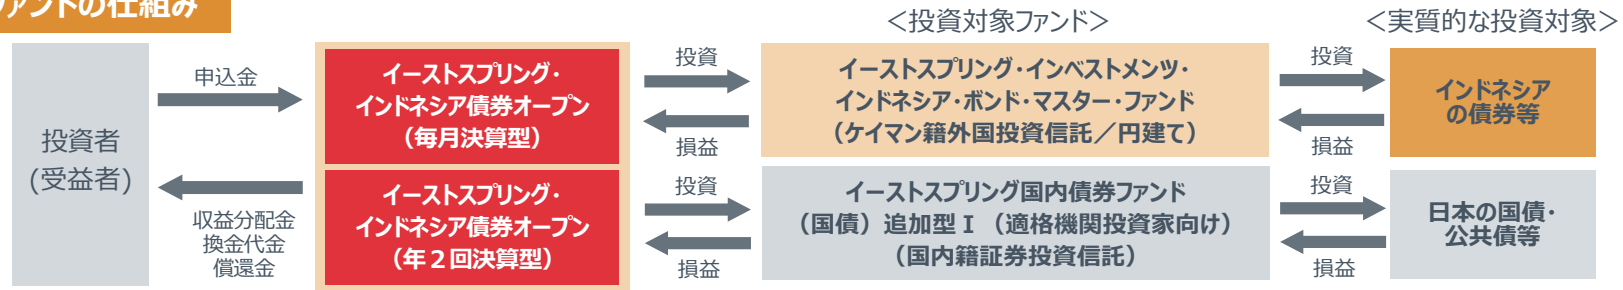 ファンドの仕組み
<投資対象ファンド>
<実質的な投資対象>
投資者
(受益者)
申込金
収益分配金
換金代金
償還金
イーストスプリング・
インドネシア債券オープン
（毎月決算型）
イーストスプリング・
インドネシア債券オープン
（年２回決算型）
投資
損益
投資
損益
イーストスプリング・インベストメンツ・
インドネシア・ボンド・マスター・ファンド
（ケイマン籍外国投資信託／円建て）
イーストスプリング国内債券ファンド
（国債）追加型Ⅰ（適格機関投資家向け）
（国内籍証券投資信託）
投資
損益
投資
損益
インドネシア
の債券等
日本の国債・
公共債等